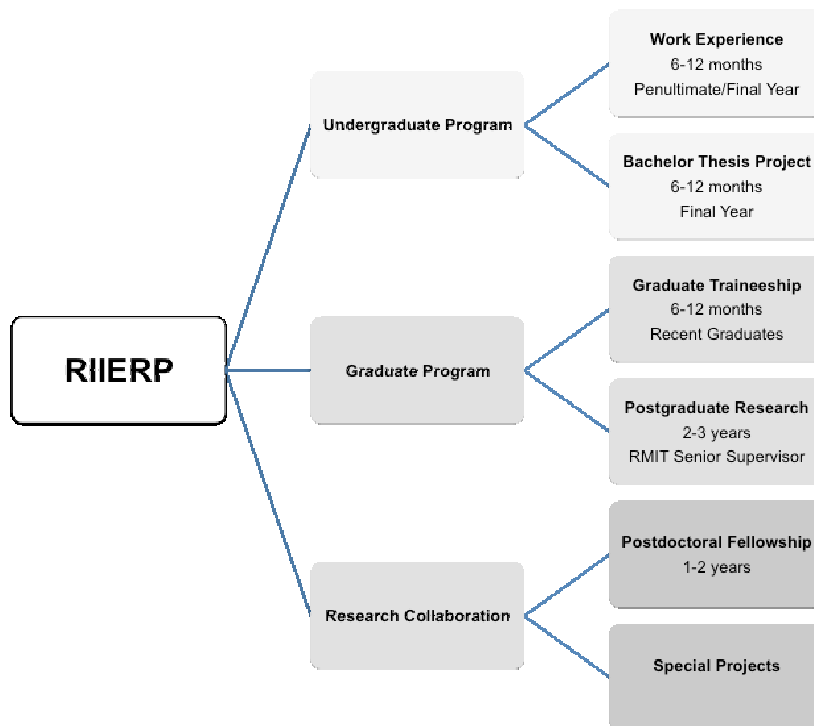 RIIERP
Undergraduate Program
Work Experience
6-12 months
Penultimate/Final Year
Bachelor Thesis Project
6-12 months
Final Year
Graduate Program
Graduate Traineeship
6-12 months
Recent Graduates
Postgraduate Research
2-3 years
RMIT Senior Supervisor
Research Collaboration
Postdoctoral Fellowship
1-2 years
Special Projects